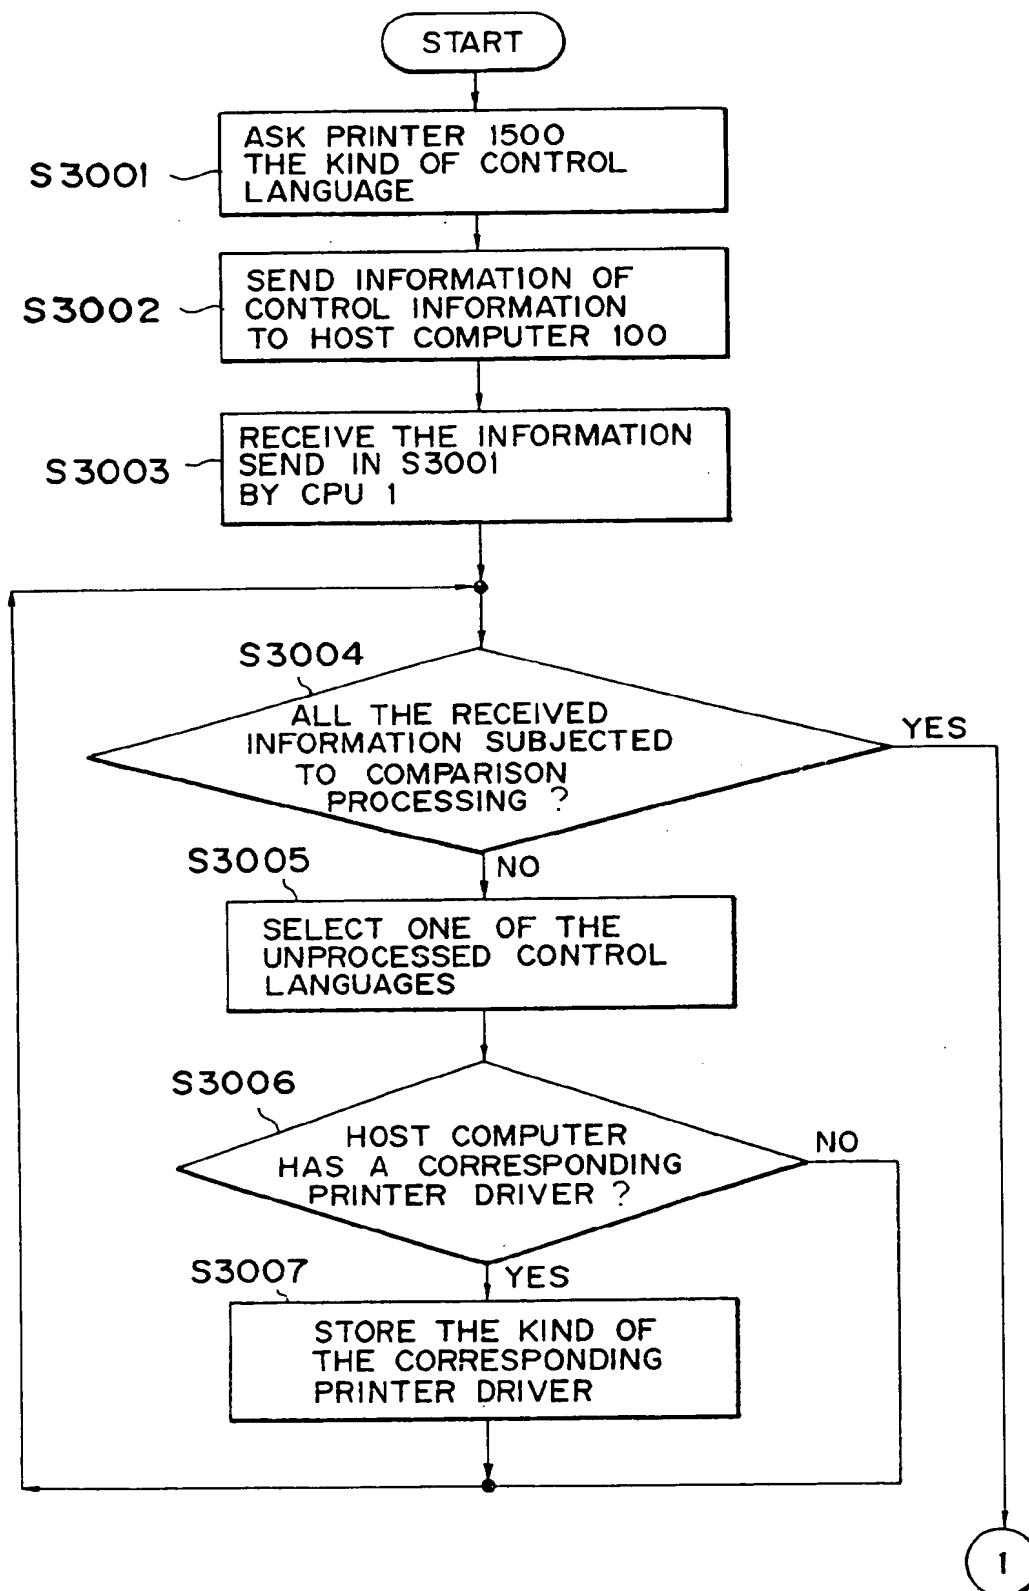 START
ASK PRINTER 1500
THE KIND OF CONTROL
LANGUAGE
S3001
SEND INFORMATION OF
CONTROL INFORMATION
TO HOST COMPUTER 100
S3002
RECEIVE THE INFORMATION
SEND IN S3001
BY CPU 1
S3003
S3004
ALL THE RECEIVED
INFORMATION SUBJECTED
TO COMPARISON
PROCESSING ?
YES
NO
S3005
SELECT ONE OF THE
UNPROCESSED CONTROL
LANGUAGES
S3006
HOST COMPUTER
HAS A CORRESPONDING
PRINTER DRIVER ?
NO
YES
S3007
STORE THE KIND OF
THE CORRESPONDING
PRINTER DRIVER
1